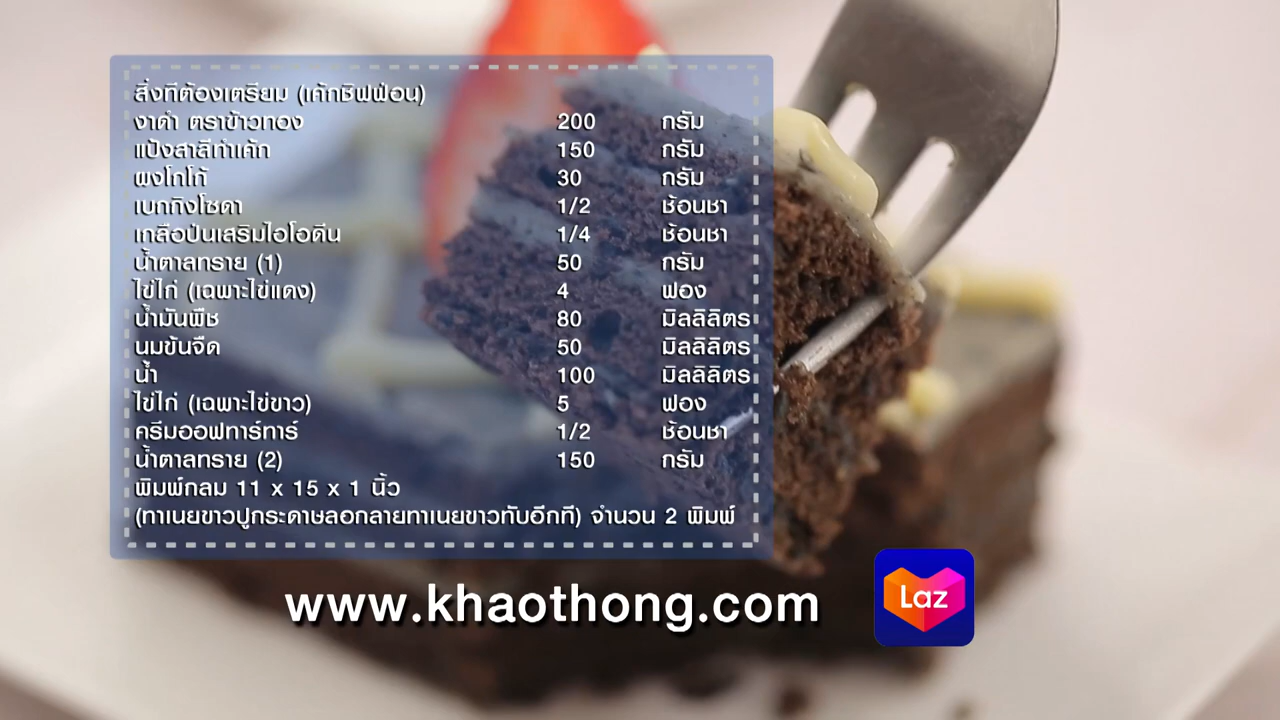 สิ่งที่ต้องเตรียม (เค้กชิฟฟ่อน)
งาดำ ตราข้าวทอง 200 กรัม
แป้งสาลีทำเค้ก 150 กรัม
ผงโกโก้ 30 กรัม
เบกกิงโซดา 1/2 ช้อนชา
เกลือป่นเสริมไอโอดีน 1/4 ช้อนชา
น้ำตาลทราย (1) 50 กรัม
ไข่ไก่ (เฉพาะไข่แดง) 4 ฟอง
น้ำมันพืช 80 มิลลิลิตร
นมข้นจืด 50 มิลลิลิตร
น้ำ 100 มิลลิลิตร
ไข่ไก่ (เฉพาะไข่ขาว) 5 ฟอง
ครีมออฟทาร์ทาร์ 1/2 ช้อนชา
น้ำตาลทราย (2) 150 กรัม
พิมพ์กลม 11 x 15 x 1 นิ้ว
(ทาเนยขาวปูกระดาษลอกลายทาเนยขาวทับอีกที) จำนวน 2 พิมพ์
www.khaothong.com
Laz